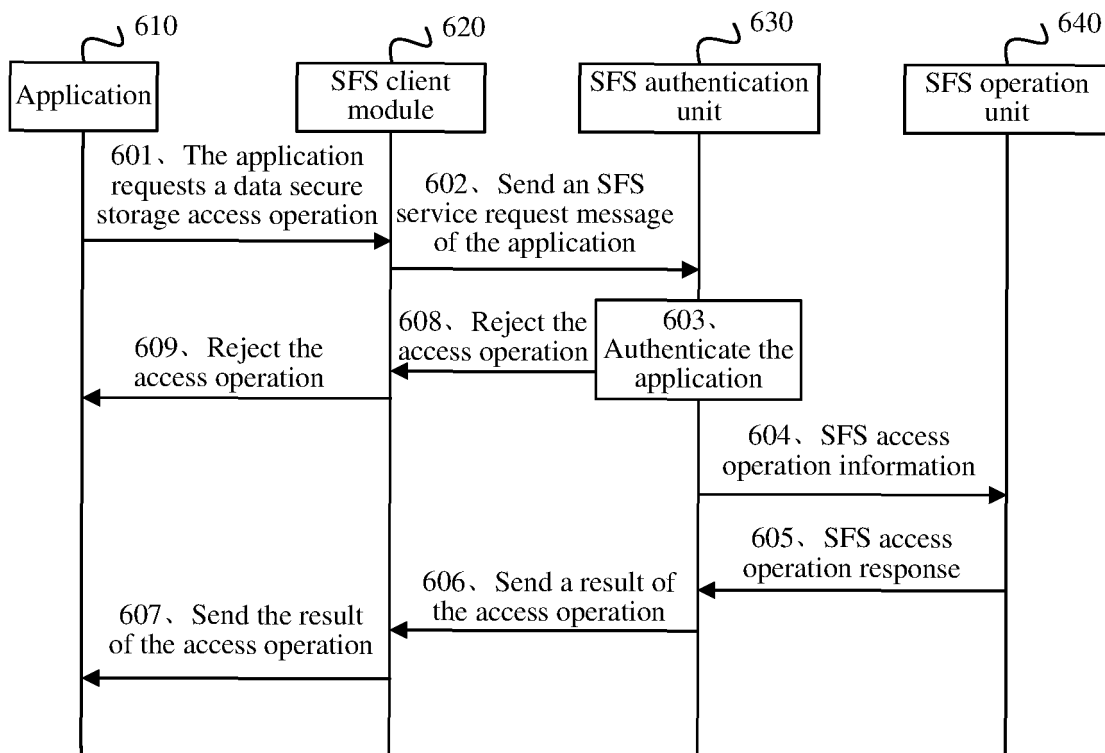 610
620
630
640
Application
SFS client
module
SFS authentication
unit
SFS operation
unit
601、The application
requests a data secure
storage access operation
602、Send an SFS
service request message
of the application
603、
Authenticate the
application
608、Reject the
access operation
609、Reject the
access operation
604、SFS access
operation information
605、SFS access
operation response
606、Send a result of
the access operation
607、Send the result
of the access operation